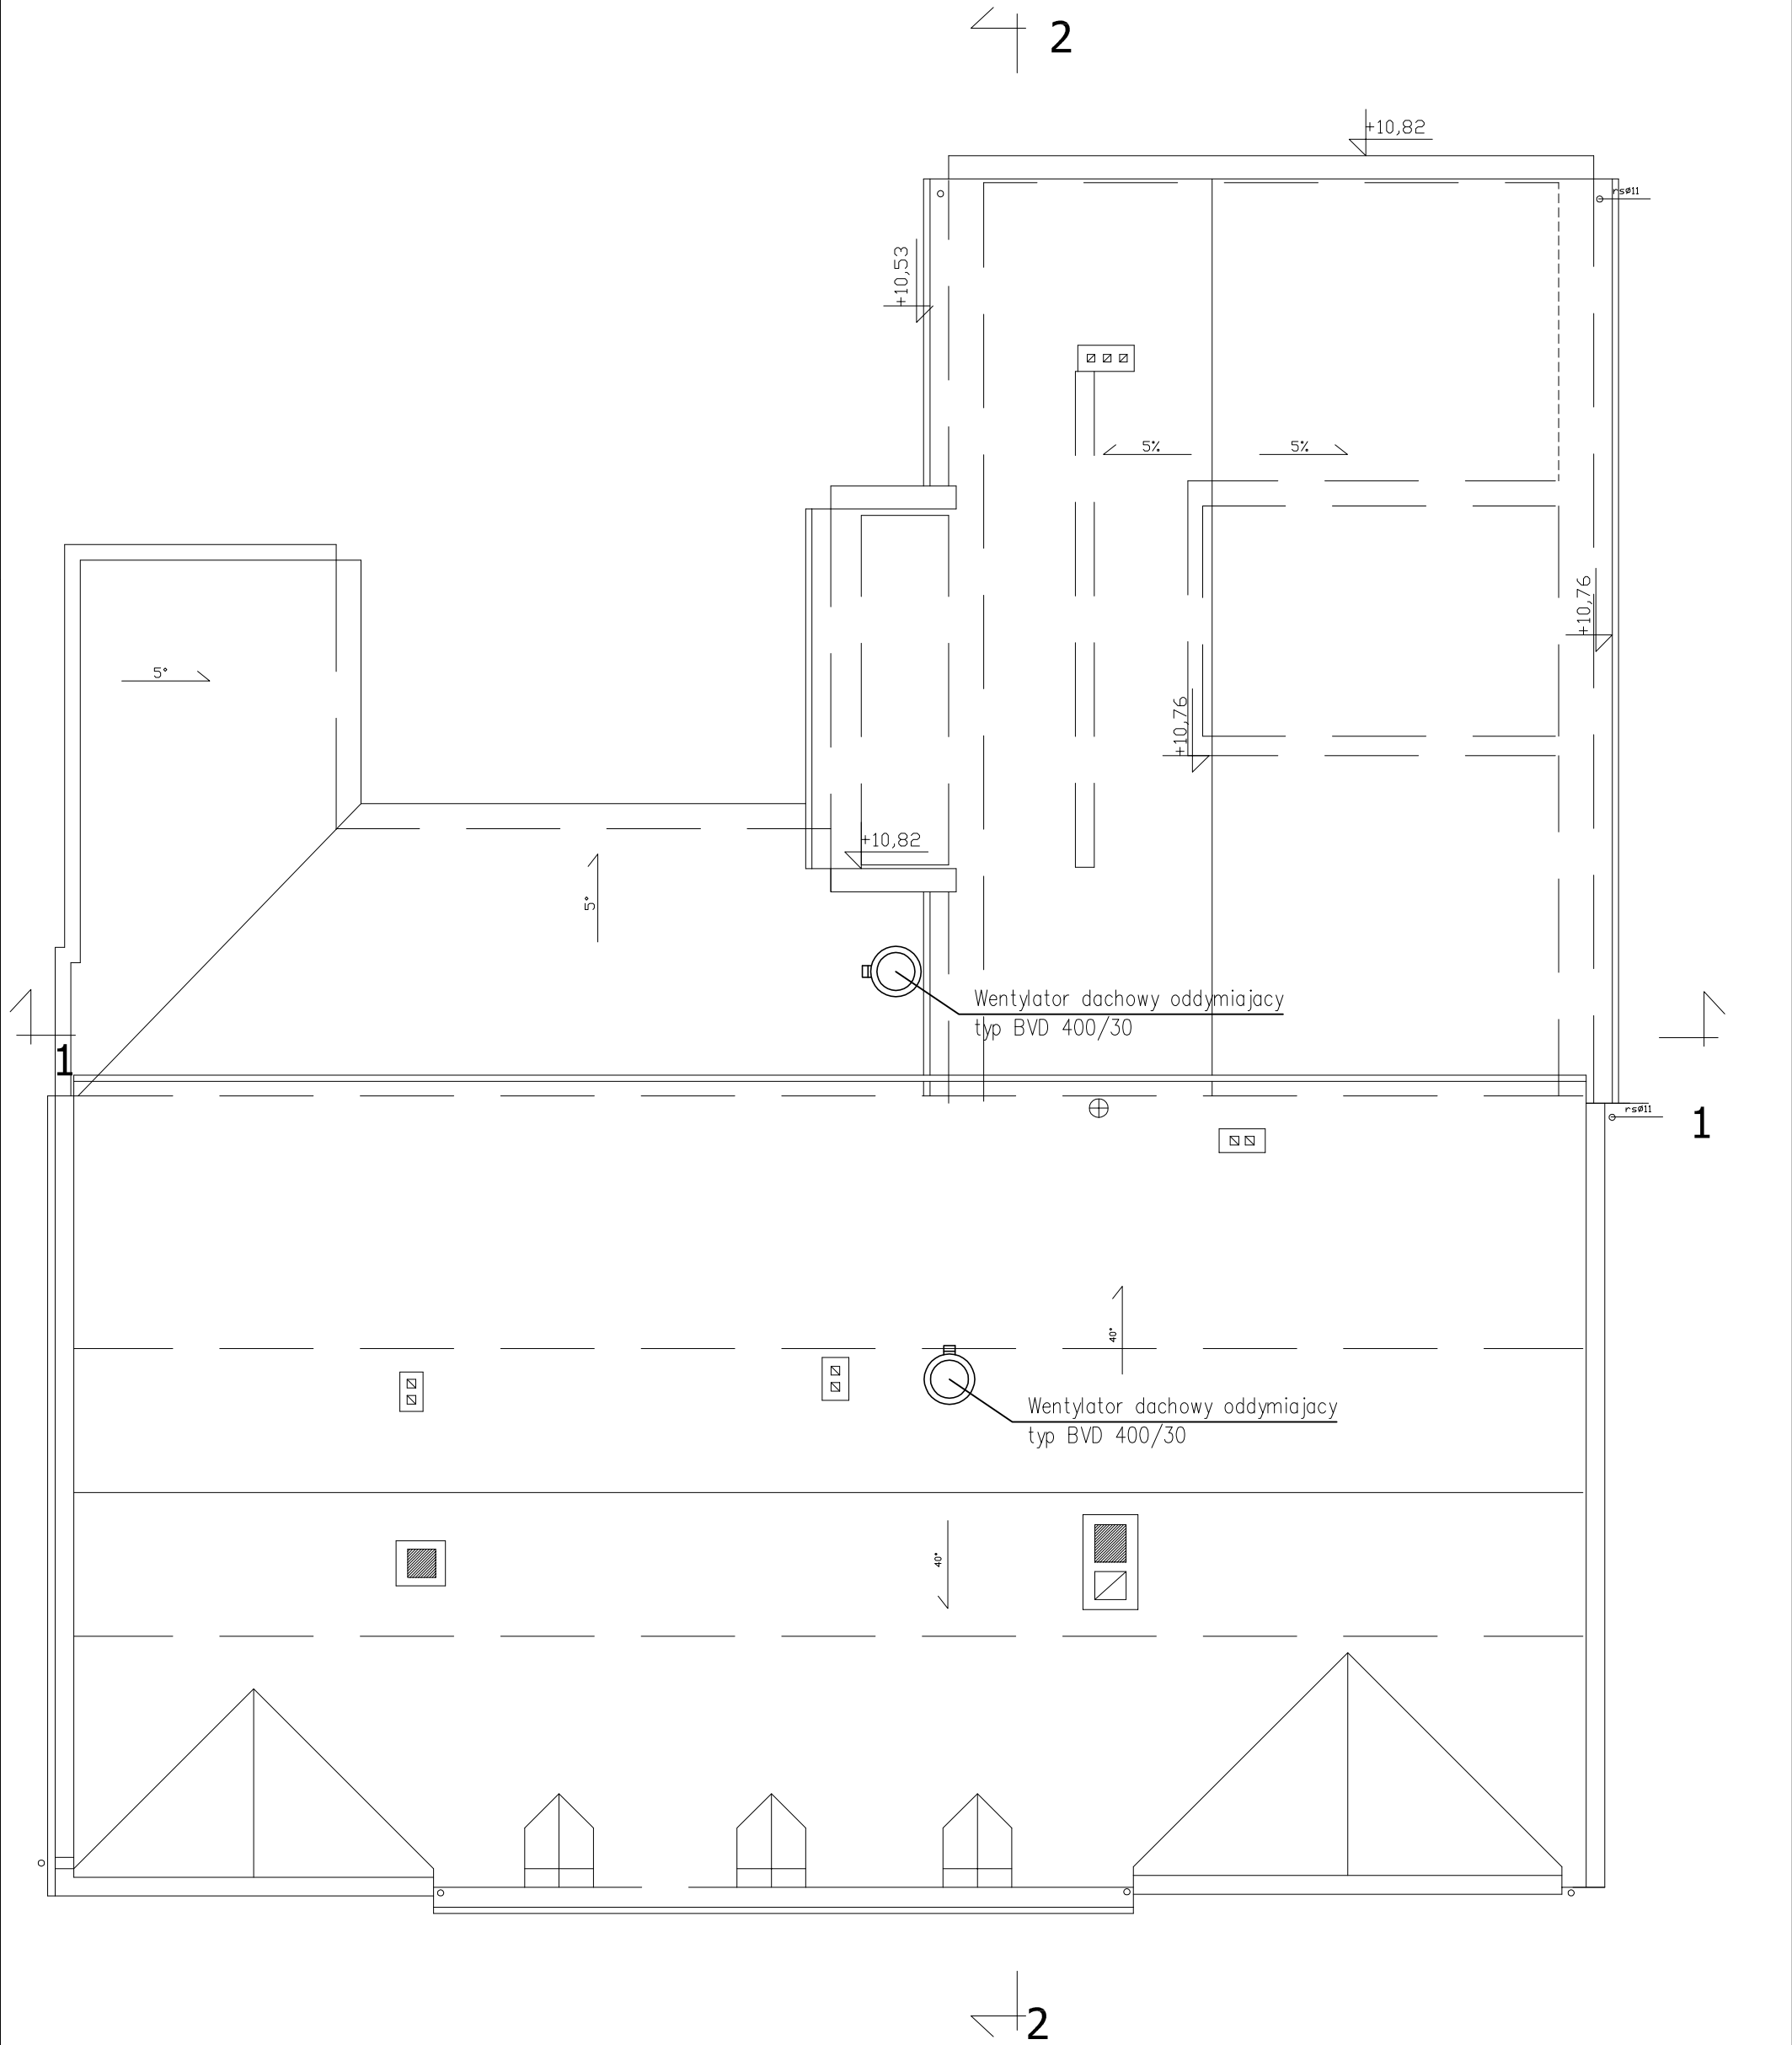 2
+10,82
rsø11
+10,53
5%
5%
+10,76
5°
+10,76
+10,82
5°
Wentylator dachowy oddymiajacy
typ BVD 400/30
1
rsø11
1
40°
Wentylator dachowy oddymiajacy
typ BVD 400/30
40°
2